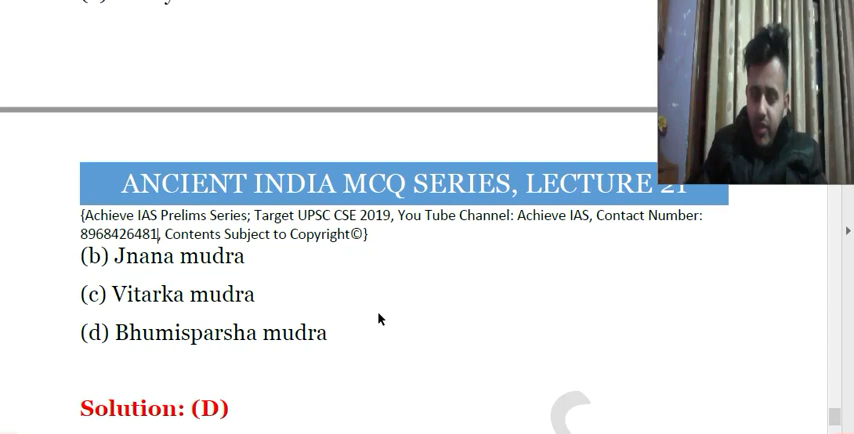 ANCIENT INDIA MCQ SERIES, LECTURE 21
{Achieve IAS Prelims Series; Target UPSC CSE 2019, You Tube Channel: Achieve IAS, Contact Number:
8968426481, Contents Subject to Copyright©}
(b) Jnana mudra
(c) Vitarka mudra
(d) Bhumisparsha mudra
Solution: (D)